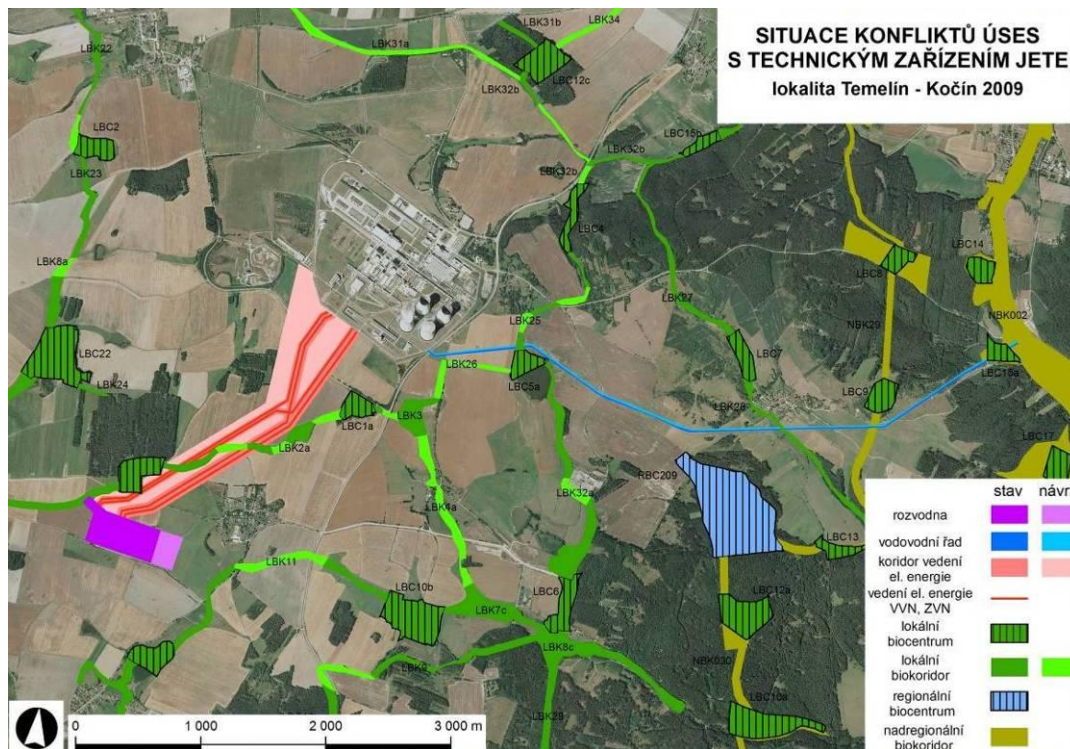 SITUACE KONFLIKTŮ ÚSES
S TECHNICKÝM ZAŘÍZENÍM JETE
lokalita Temelín - Kočín 2009
LBK22
LBK31a
LBK31b
LBK34
LBC12c
LBK32b
LBC2
LBK23
LBC15b
LBK32b
LBK32b
LBC4
LBK8a
LBC8
LBC14
LBK27
LBK25
NBK29
NBK002
LBC22
LBK24
LBK26
LBC5a
LBC7
LBC15a
LBC9
LBC1a
LBK3
LBK28
LBK2a
LBC17
RBC209
LBK32a
LBK4a
LBC13
LBK11
LBC10b
LBC6
LBK7c
LBC12a
LBK8c
LBK9
NBK030
LBC10a
LBK29
stav návr
rozvodna
vodovodní řad
koridor vedení
el. energie
vedení el. energie
VVN, ZVN
lokální
biocentrum
lokální
biokoridor
regionální
biocentrum
nadregionální
biokoridor
0 1 000 2 000 3 000 m